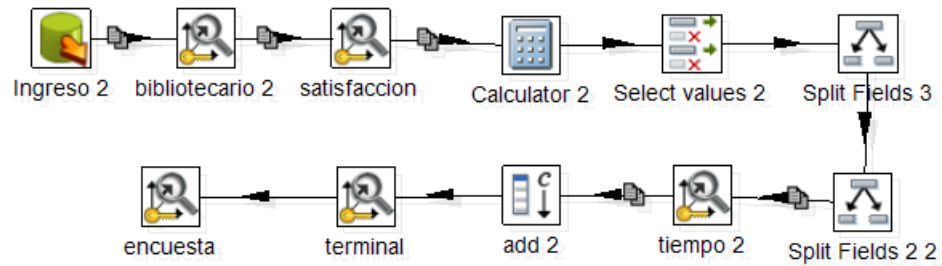 Ingreso 2
bibliotecario 2
satisfaccion
Calculator 2
Select values 2
Split Fields 3
encuesta
terminal
C
add 2
tiempo 2
Split Fields 2 2